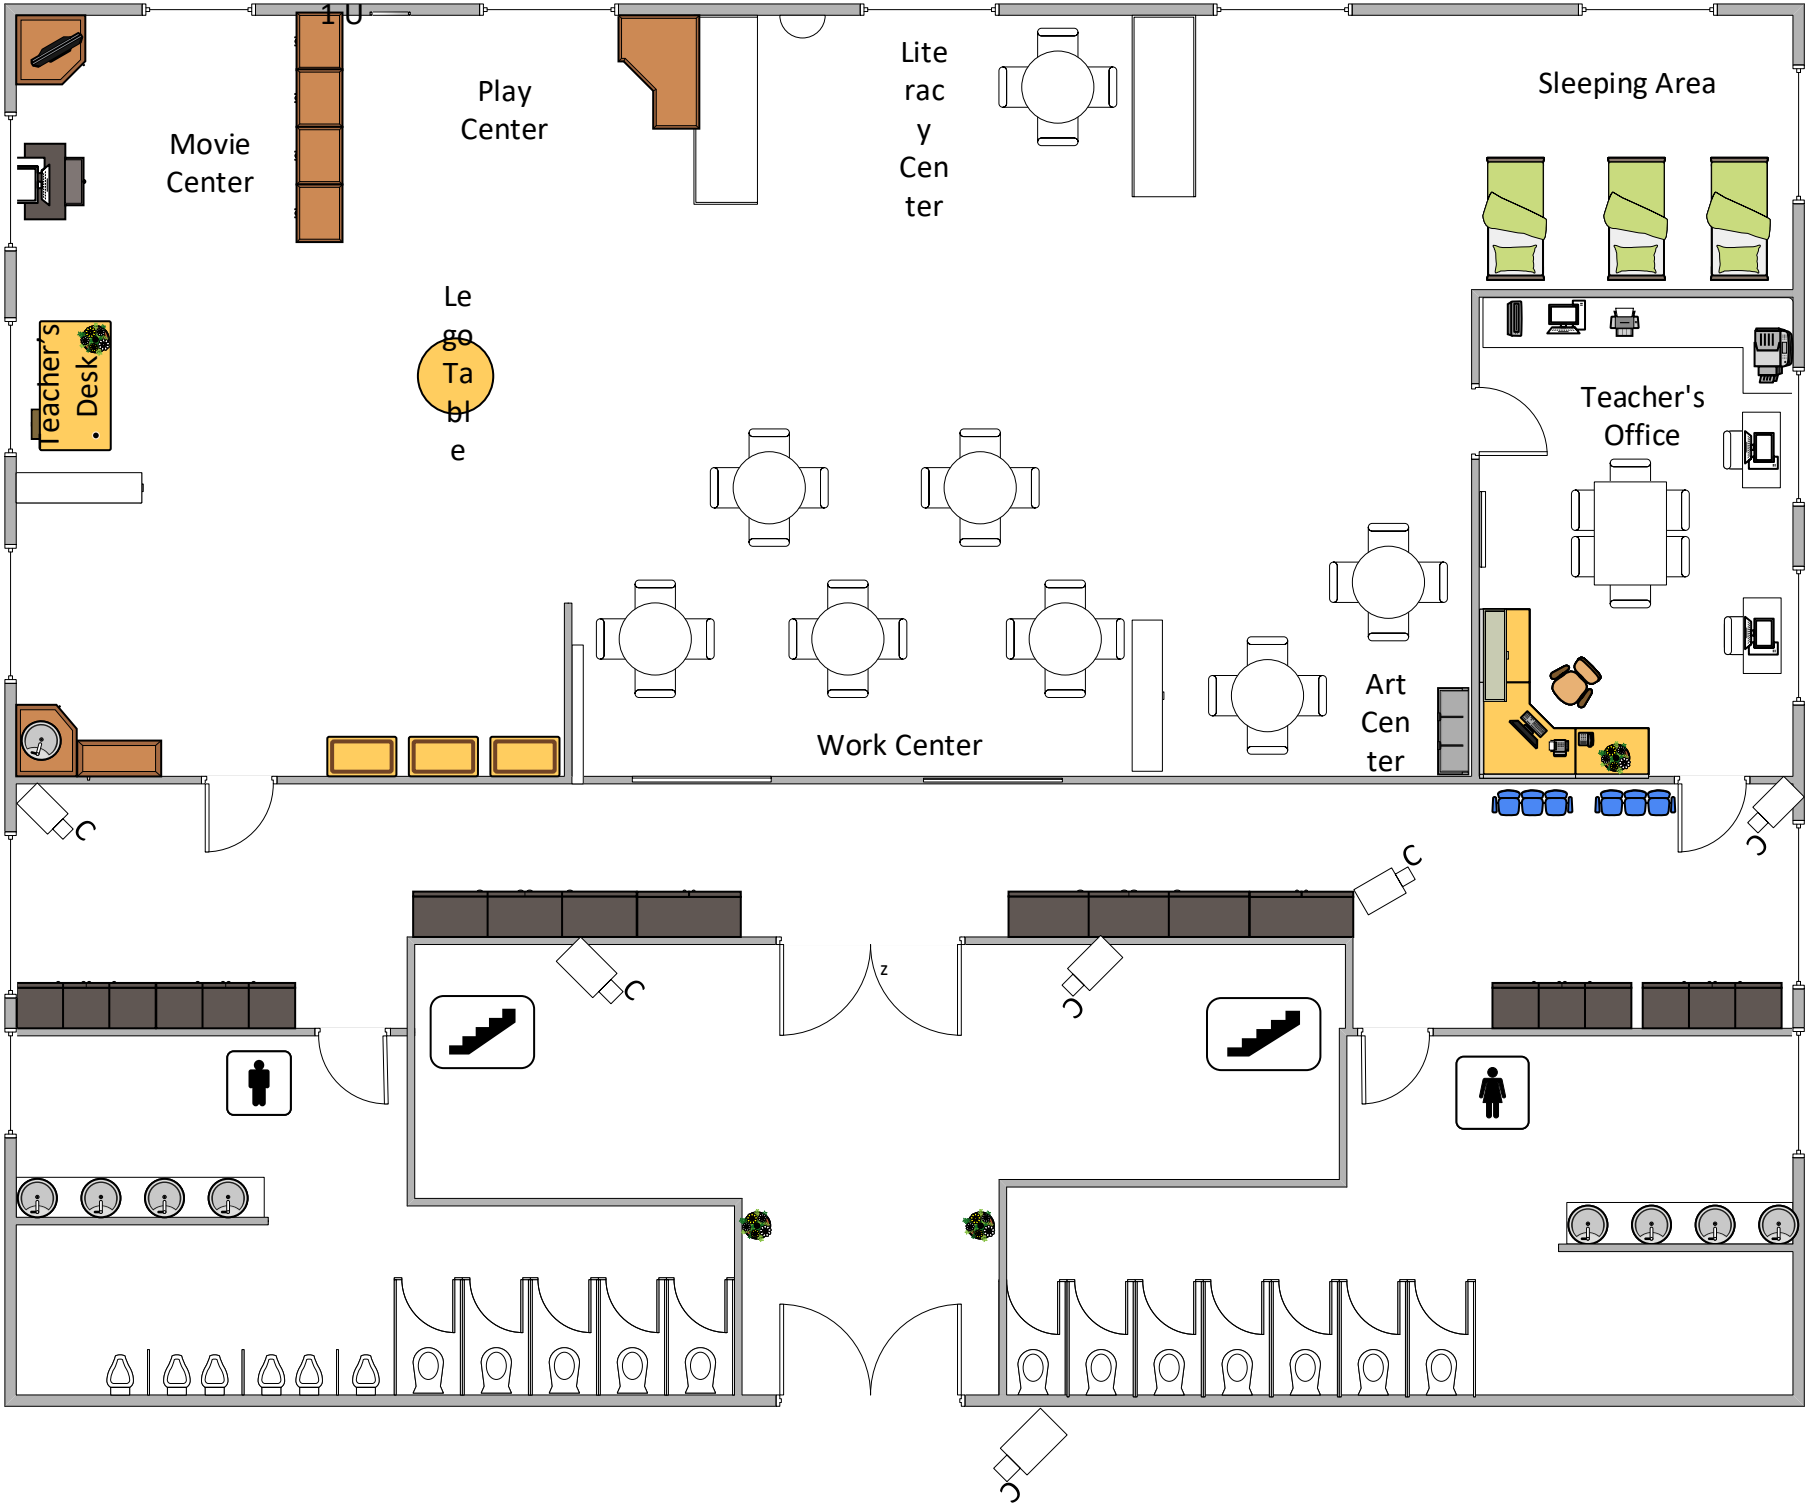 1 U
Movie
Center
Play
Center
Lite
rac
y
Cen
ter
Sleeping Area
Le
go
Ta
bl
e
Teacher's
Desk
Teacher's
Office
Work Center
Art
Cen
ter
C
C
C
C
C
z
C